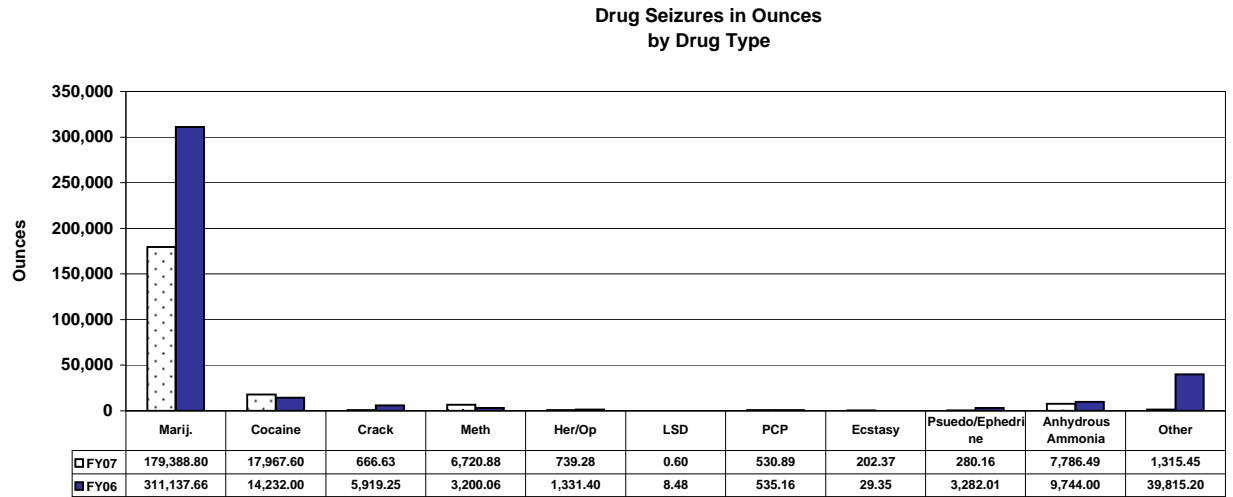 Drug Seizures in Ounces
by Drug Type
350,000
300,000
250,000
200,000
150,000
100,000
50,000
0
Ounces
Marij. Cocaine Crack Meth Her/Op LSD PCP Ecstasy Psuedo/Ephedri
ne Anhydrous
Ammonia Other
FY07 179,388.80 17,967.60 666.63 6,720.88 739.28 0.60 530.89 202.37 280.16 7,786.49 1,315.45
FY06 311,137.66 14,232.00 5,919.25 3,200.06 1,331.40 8.48 535.16 29.35 3,282.01 9,744.00 39,815.20